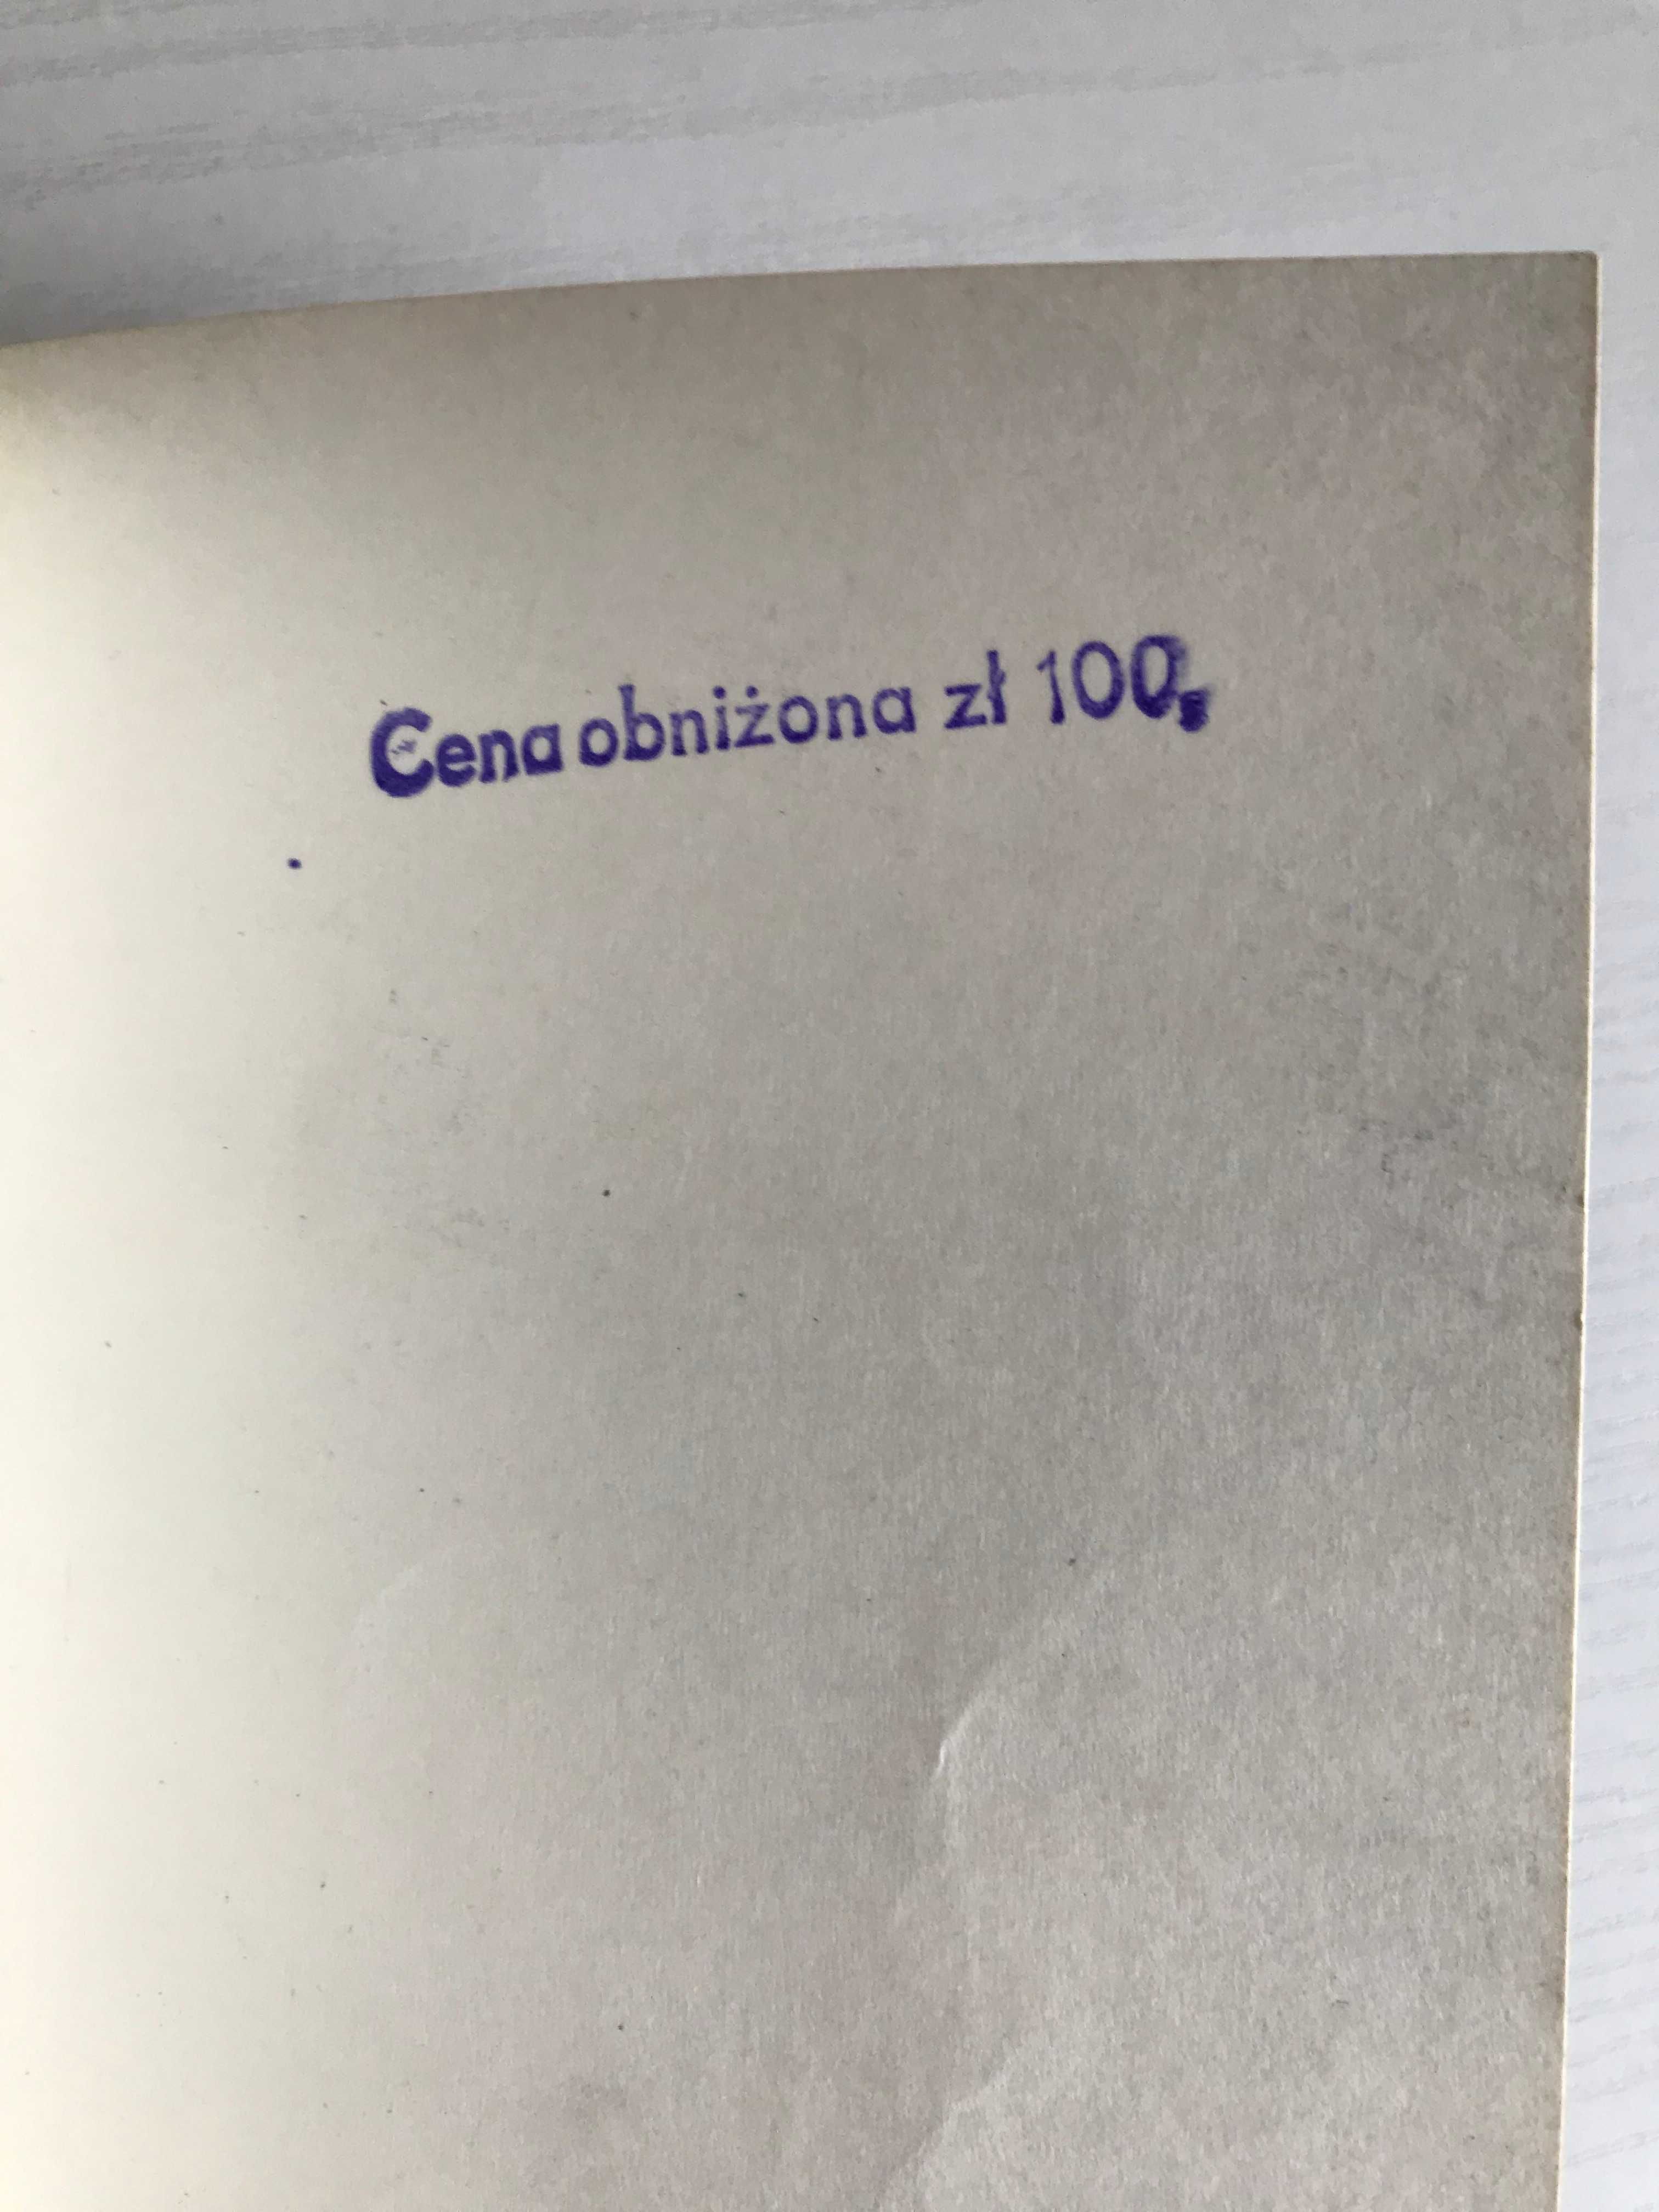 Cena obniżona zł 100,